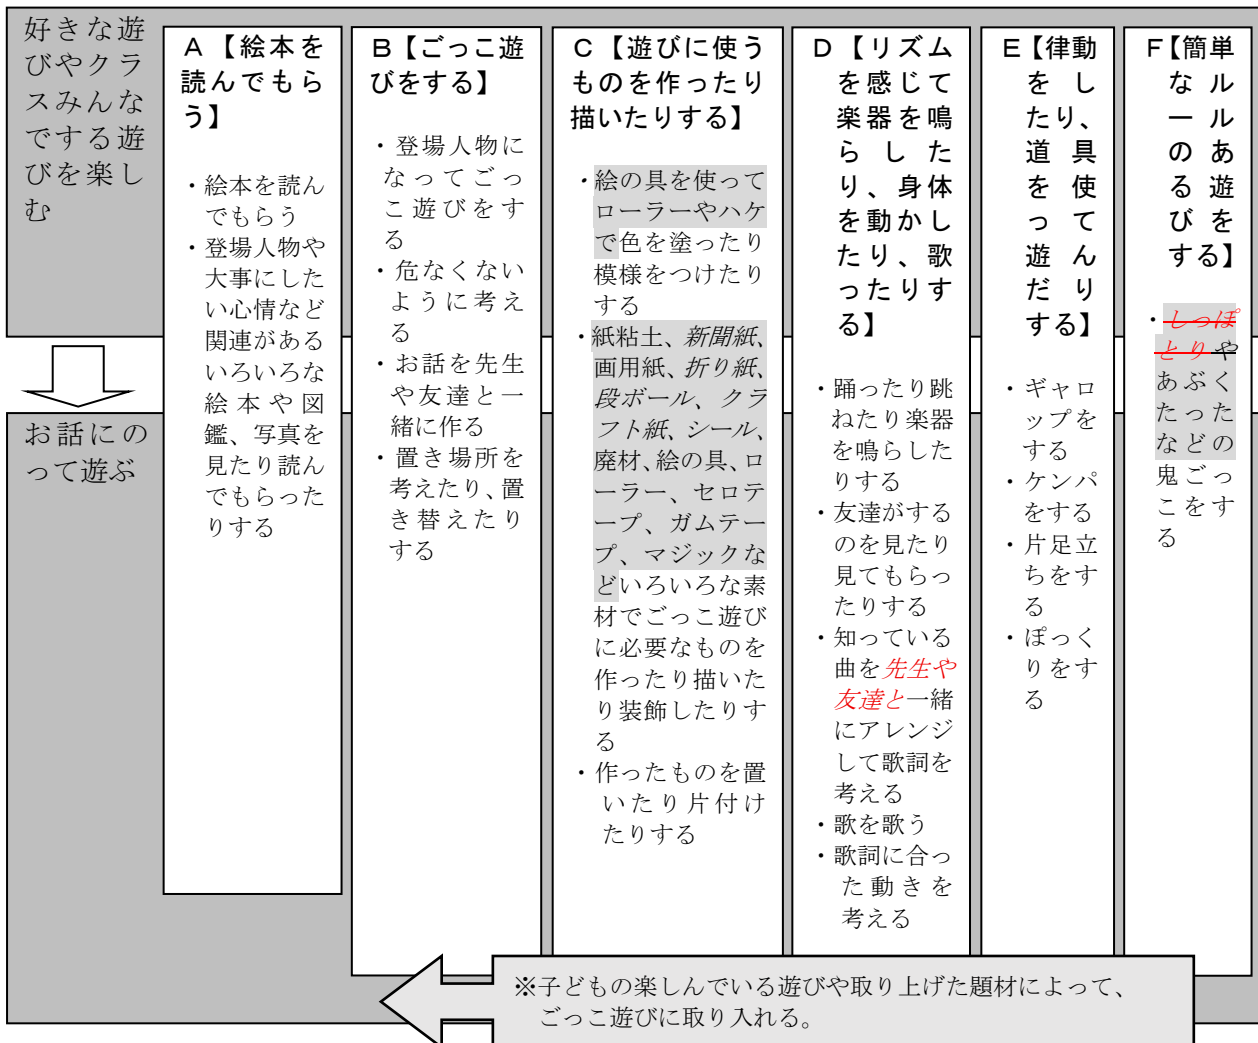 好きな遊
びやクラ
スみんな
でする遊
びを楽し
む
お話にの
って遊ぶ
A【絵本を
読んでもら
う】
・絵本を読ん
でもらう
・登場人物や
大事にした
い心情など
関連がある
いろいろな
絵本や図
鑑、写真を
見たり読ん
でもらった
りする
B【ごっこ遊
びをする】
・登場人物に
なってごっ
こ遊びをす
る
・危なくない
ように考え
る
・お話を先生
や友達と一
緒に作る
・置き場所を
考えたり、置
き替えたり
する
C【遊びに使う
ものを作ったり
描いたりする】
・絵の具を使って
ローラーやハケ
で色を塗ったり
模様をつけたり
する
・紙粘土、新聞紙、
画用紙、折り紙、
段ボール、クラ
フト紙、シール、
廃材、絵の具、ロ
ーラー、セロテ
ープ、ガムテー
プ、マジックな
どいろいろな素
材でごっこ遊び
に必要なものを
作ったり描いた
り装飾したりす
る
・作ったものを置
いたり片付け
たりする
D【リズム
を感じて
楽器を鳴
らした
り、身体
を動かし
たり、歌
ったりす
る】
・踊ったり跳
ねたり楽器
を鳴らした
りする
・友達がする
のを見たり
見てもらっ
たりする
・知っている
曲を先生や
友達と一緒
にアレンジ
して歌詞を
考える
・歌を歌う
・歌詞に合っ
た動きを
考える
E【律動
をし
たり、
道具
を使
って
遊ん
だり
する】
・ギャロ
ップを
する
・ケンパ
をする
・片足立
ちをす
る
・ぽっく
りをす
る
F【簡単
なル
ール
のあ
る遊
びを
する】
・しっぽ
とりや
あぶく
たった
などの
鬼ごっ
こをす
る
※子どもの楽しんでいる遊びや取り上げた題材によって、
ごっこ遊びに取り入れる。